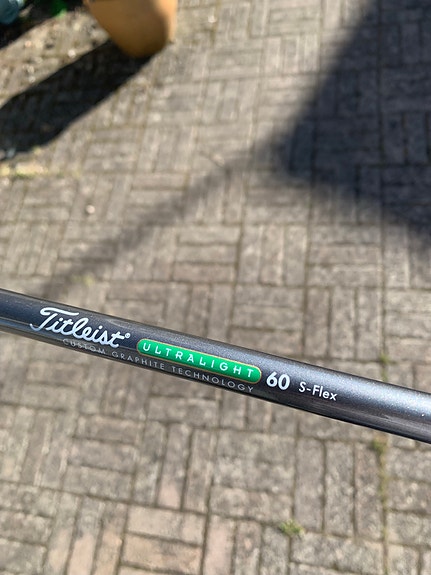 Titleist® ULTRALIGHT 60 S-Flex
CUSTOM GRAPHITE TECHNOLOGY